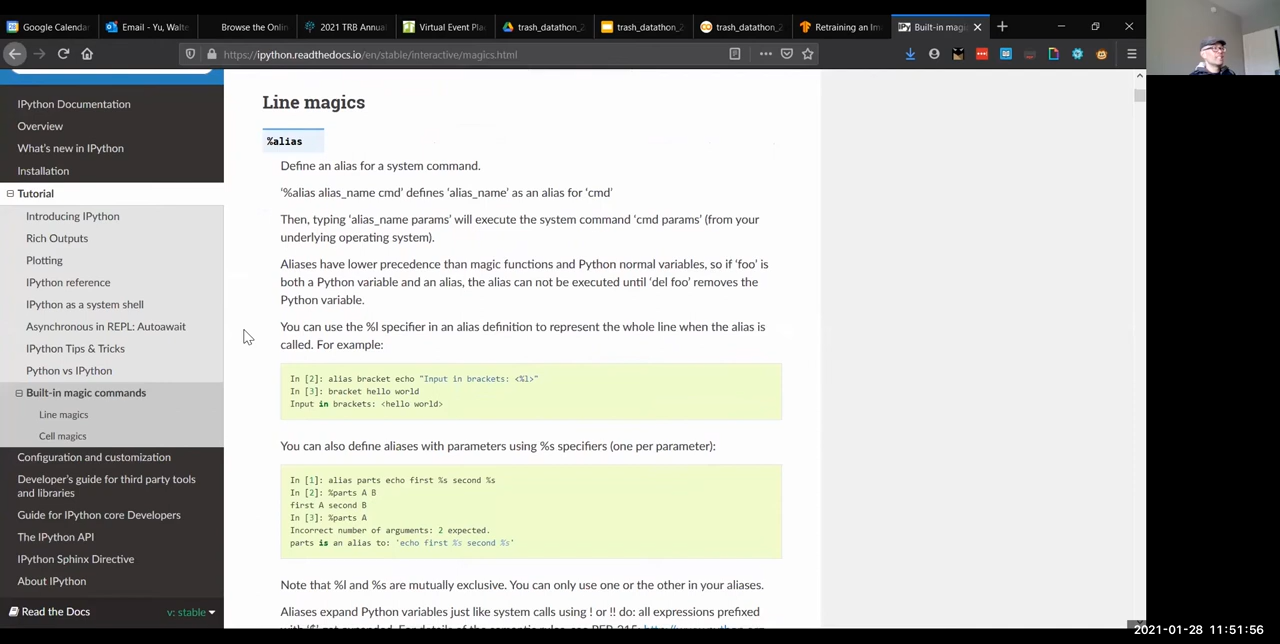 Google Calendar
Email - Yu, Walte
Browse the Onli
2021 TRB Annual
Virtual Event Pla
trash_datathon_2
trash_datathon_2
trash_datathon_2
Retraining an Im
Built-in magic
https://ipython.readthedocs.io/en/stable/interactive/magics.html
IPython Documentation
Overview
What's new in IPython
Installation
Tutorial
Introducing IPython
Rich Outputs
Plotting
IPython reference
IPython as a system shell
Asynchronous in REPL: Autoawait
IPython Tips & Tricks
Python vs IPython
Built-in magic commands
Line magics
Cell magics
Configuration and customization
Developer's guide for third party tools
and libraries
Guide for IPython core Developers
The IPython API
IPython Sphinx Directive
About IPython
Read the Docs
v: stable
Line magics
%alias
Define an alias for a system command.
'%alias alias_name cmd' defines 'alias_name' as an alias for 'cmd'
Then, typing 'alias_name params' will execute the system command 'cmd params' (from your
underlying operating system).
Aliases have lower precedence than magic functions and Python normal variables, so if 'foo' is
both a Python variable and an alias, the alias can not be executed until 'del foo' removes the
Python variable.
You can use the %l specifier in an alias definition to represent the whole line when the alias is
called. For example:
In [2]: alias bracket echo "Input in brackets: <%l>"
In [3]: bracket hello world
Input in brackets: <hello world>
You can also define aliases with parameters using %s specifiers (one per parameter):
In [1]: alias parts echo first %s second %s
In [2]: %parts A B
first A second B
In [3]: %parts A
Incorrect number of arguments: 2 expected.
parts is an alias to: 'echo first %s second %s'
Note that %l and %s are mutually exclusive. You can only use one or the other in your aliases.
Aliases expand Python variables just like system calls using ! or !! do: all expressions prefixed
2021-01-28 11:51:56